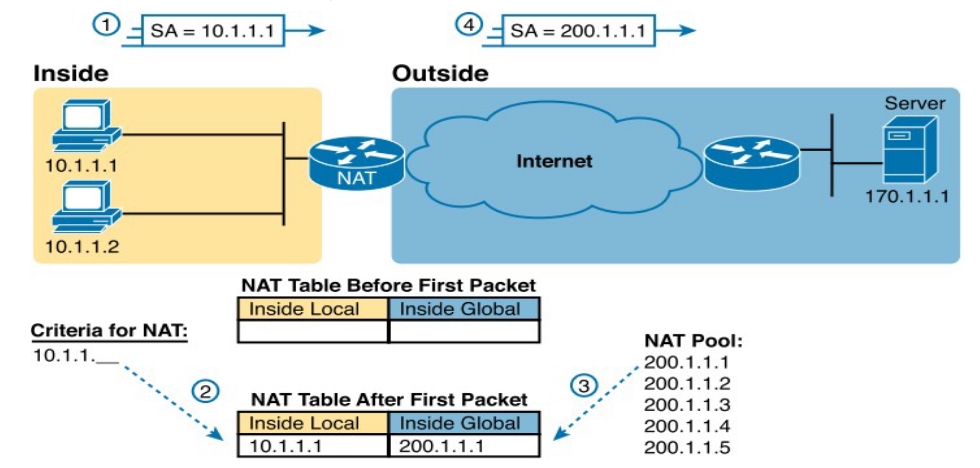 1 SA = 10.1.1.1
4 SA = 200.1.1.1
Inside
Outside
Server
10.1.1.1
NAT
Internet
170.1.1.1
10.1.1.2
NAT Table Before First Packet
Inside Local Inside Global
Criteria for NAT:
10.1.1.__
NAT Pool:
200.1.1.1
200.1.1.2
200.1.1.3
200.1.1.4
200.1.1.5
2
3
NAT Table After First Packet
Inside Local Inside Global
10.1.1.1 200.1.1.1